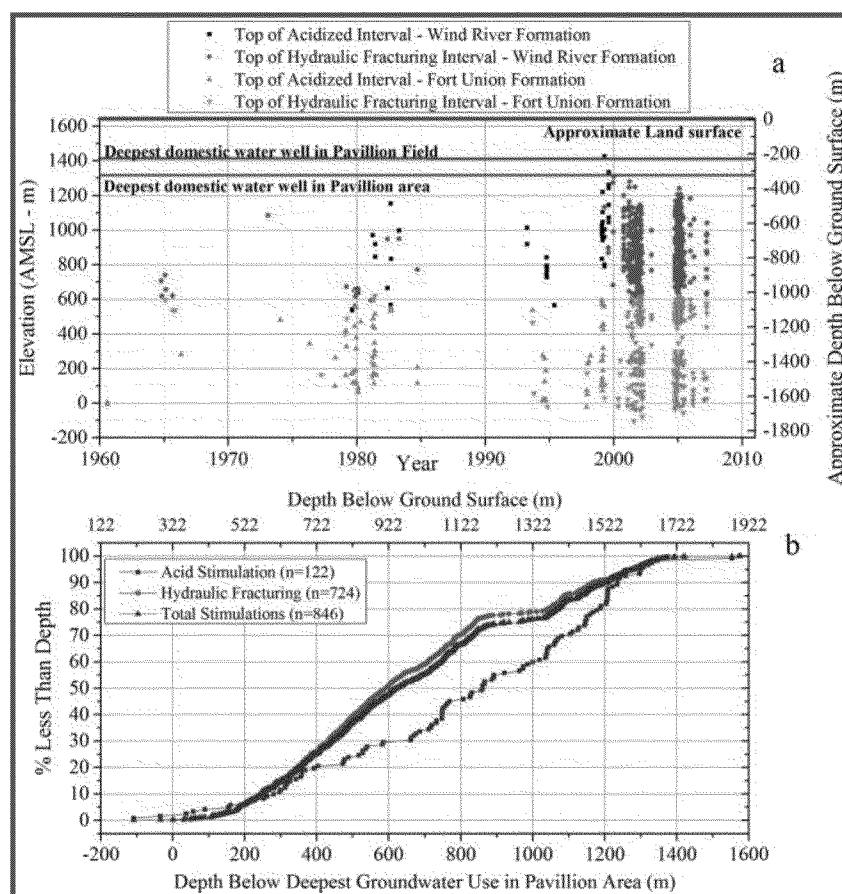 Top of Acidized Interval - Wind River Formation
Top of Hydraulic Fracturing Interval - Wind River Formation
Top of Acidized Interval - Fort Union Formation
Top of Hydraulic Fracturing Interval - Fort Union Formation
a
Approximate Land surface
Deepest domestic water well in Pavillion Field
Deepest domestic water well in Pavillion area
Elevation (AMSL - m)
1600
1400
1200
1000
800
600
400
200
0
-200
Approximate Depth Below Ground Surface (m)
0
-200
-400
-600
-800
-1000
-1200
-1400
-1600
-1800
1960 1970 1980 1990 2000 2010
Year
Depth Below Ground Surface (m)
122 322 522 722 922 1122 1322 1522 1722 1922
b
Acid Stimulation (n=122)
Hydraulic Fracturing (n=724)
Total Stimulations (n=846)
% Less Than Depth
100
90
80
70
60
50
40
30
20
10
0
-200 0 200 400 600 800 1000 1200 1400 1600
Depth Below Deepest Groundwater Use in Pavillion Area (m)